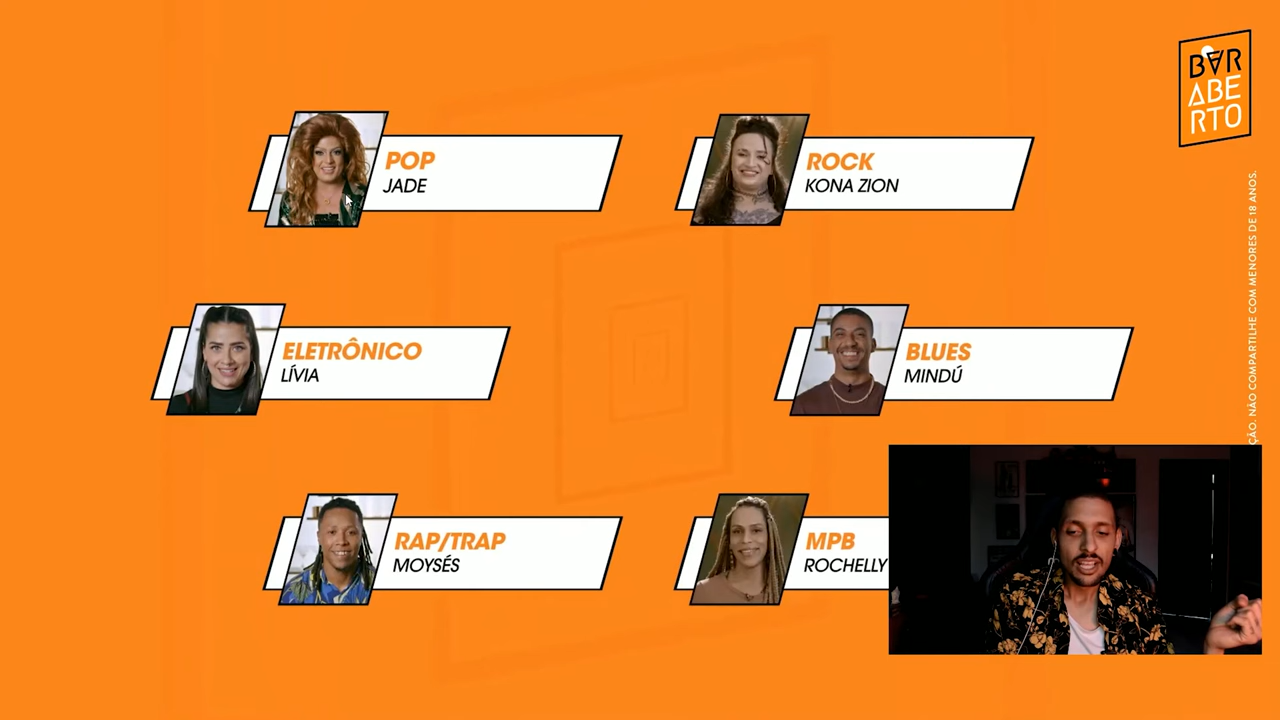 BAR
ABE
RTO
POP
JADE
ROCK
KONA ZION
ELETRÔNICO
LÍVIA
BLUES
MINDÚ
RAP/TRAP
MOYSÉS
MPB
ROCHELLY
ÇÃO. NÃO COMPARTILHE COM MENORES DE 18 ANOS.